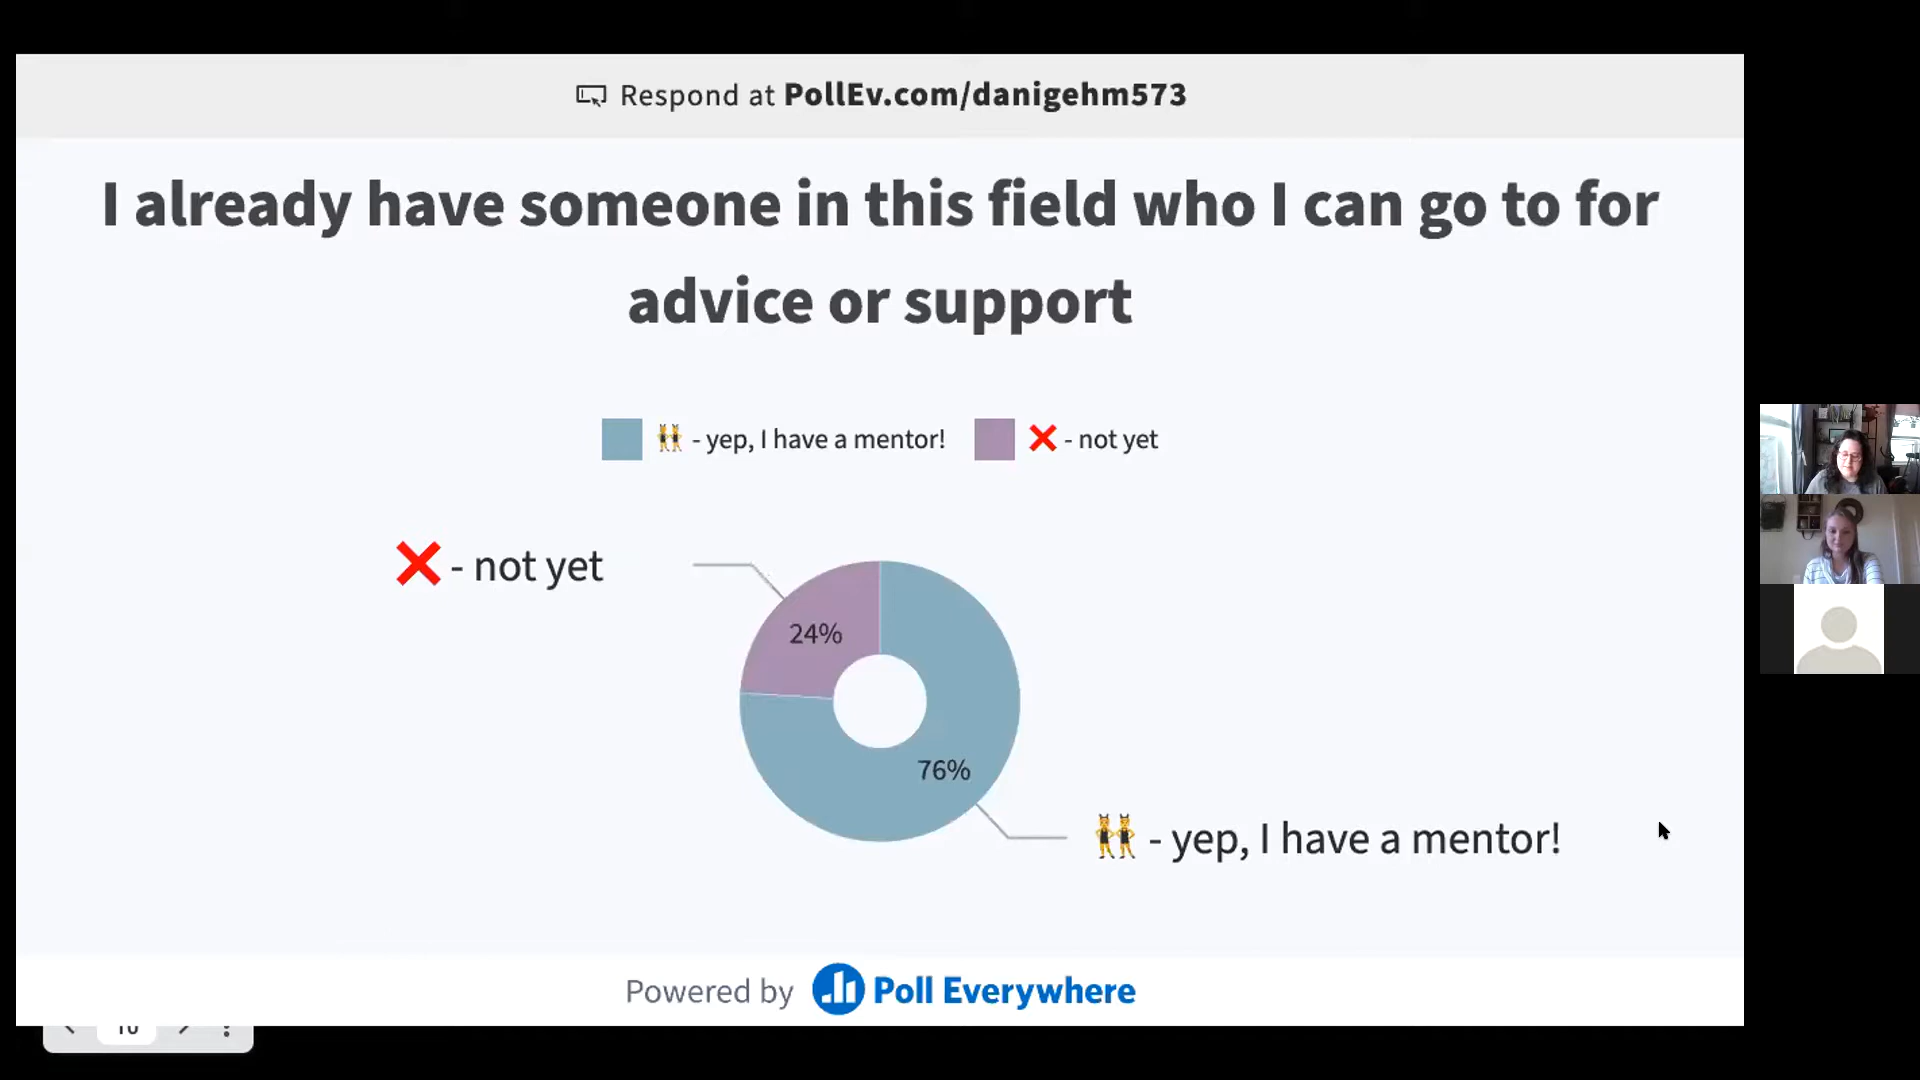 Respond at PollEv.com/danigehm573
I already have someone in this field who I can go to for
advice or support
👯 - yep, I have a mentor! ❌ - not yet
❌ - not yet
24%
76%
👯 - yep, I have a mentor!
Powered by Poll Everywhere